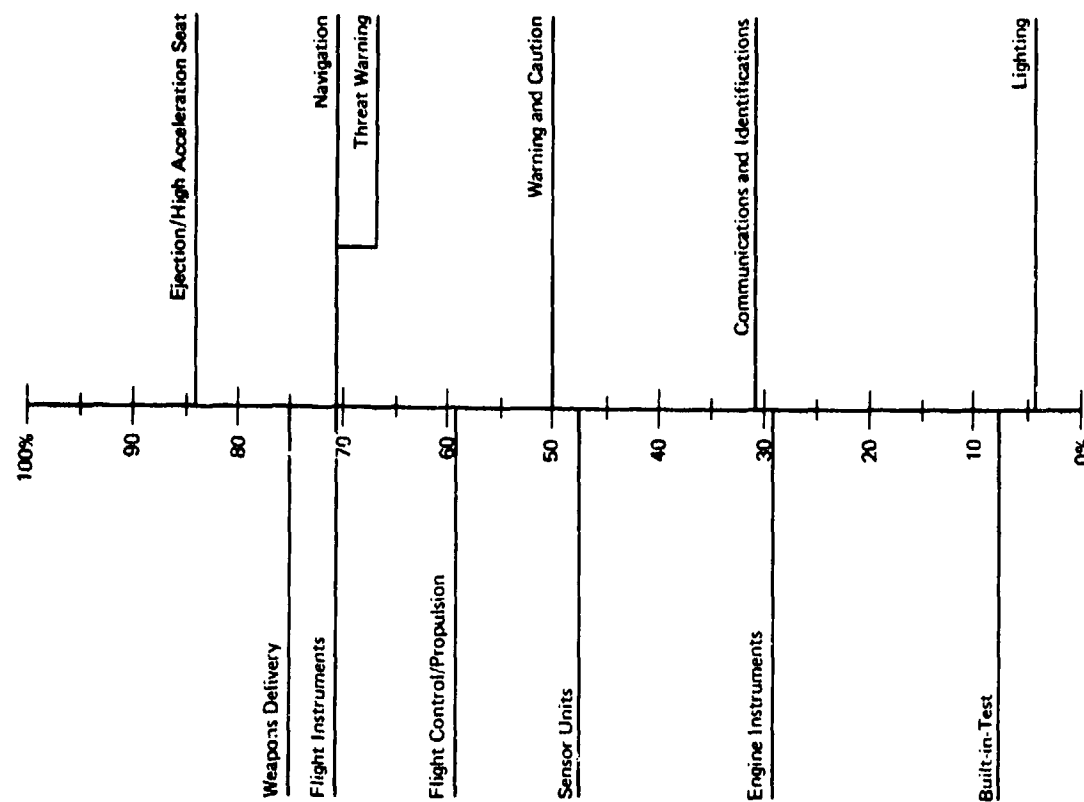 Ejection/High Acceleration Seat
Navigation
Threat Warning
Warning and Caution
Communications and Identifications
Lighting
100%
90
80
70
60
50
40
30
20
10
0%
Weapons Delivery
Flight Instruments
Flight Control/Propulsion
Sensor Units
Engine Instruments
Built-in-Test